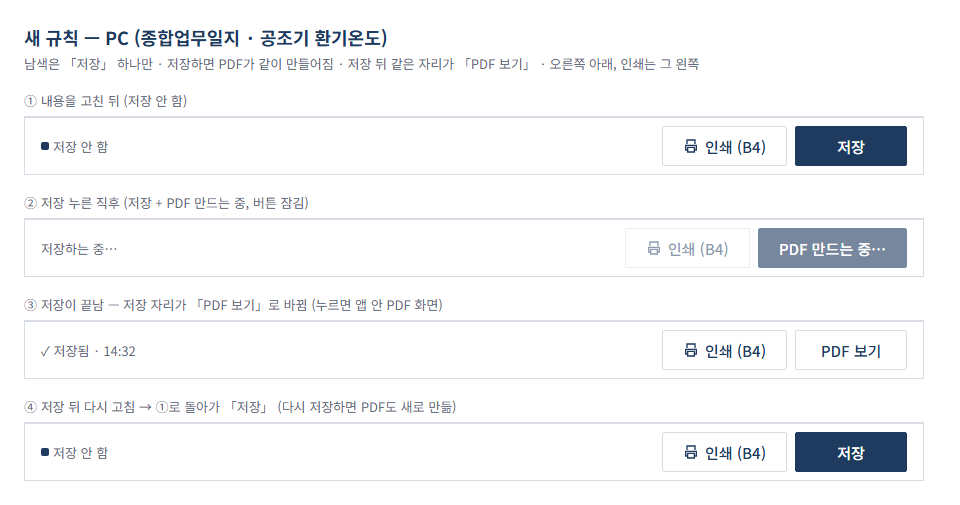 새 규칙 — PC (종합업무일지 · 공조기 환기온도)
남색은 「저장」 하나만 · 저장하면 PDF가 같이 만들어짐 · 저장 뒤 같은 자리가 「PDF 보기」 · 오른쪽 아래, 인쇄는 그 왼쪽
① 내용을 고친 뒤 (저장 안 함)
저장 안 함 인쇄 (B4) 저장
② 저장 누른 직후 (저장 + PDF 만드는 중, 버튼 잠김)
저장하는 중… 인쇄 (B4) PDF 만드는 중…
③ 저장이 끝남 — 저장 자리가 「PDF 보기」로 바뀜 (누르면 앱 안 PDF 화면)
✓ 저장됨 · 14:32 인쇄 (B4) PDF 보기
④ 저장 뒤 다시 고침 → ①로 돌아가 「저장」 (다시 저장하면 PDF도 새로 만듦)
저장 안 함 인쇄 (B4) 저장